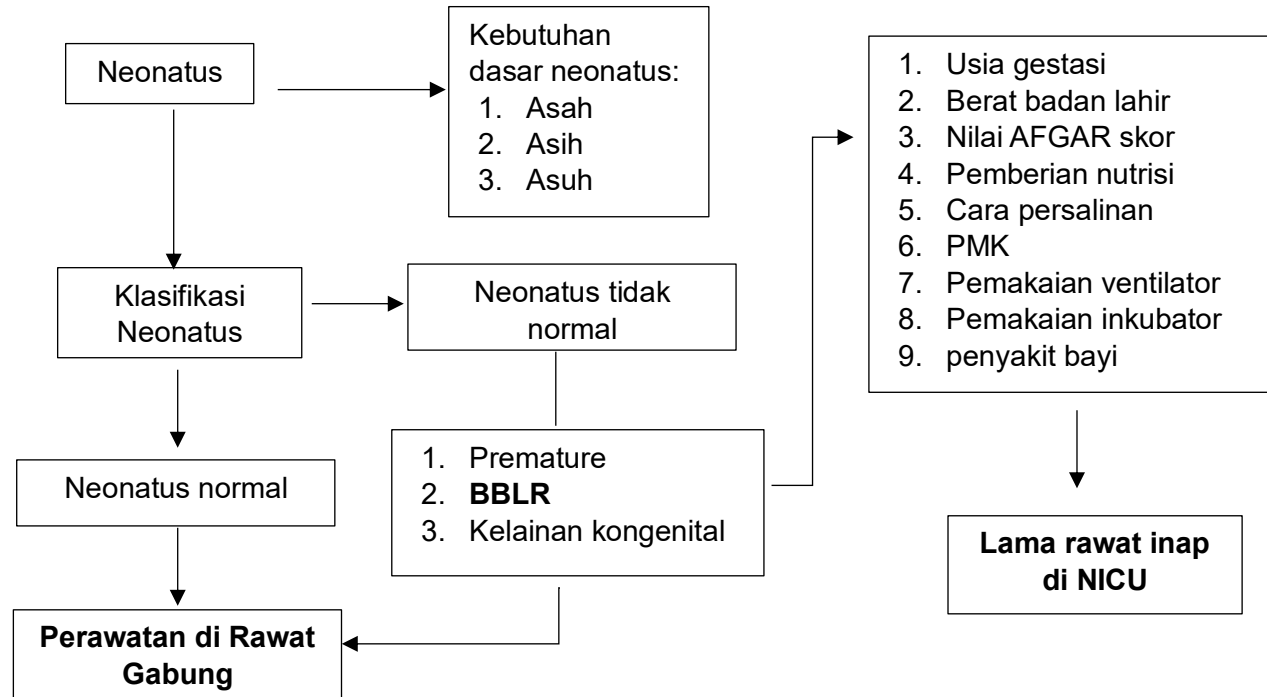 Neonatus
Kebutuhan
dasar neonatus:
1. Asah
2. Asih
3. Asuh
1. Usia gestasi
2. Berat badan lahir
3. Nilai AFGAR skor
4. Pemberian nutrisi
5. Cara persalinan
6. PMK
7. Pemakaian ventilator
8. Pemakaian inkubator
9. penyakit bayi
Klasifikasi
Neonatus
Neonatus tidak
normal
Neonatus normal
1. Premature
2. BBLR
3. Kelainan kongenital
Lama rawat inap
di NICU
Perawatan di Rawat
Gabung